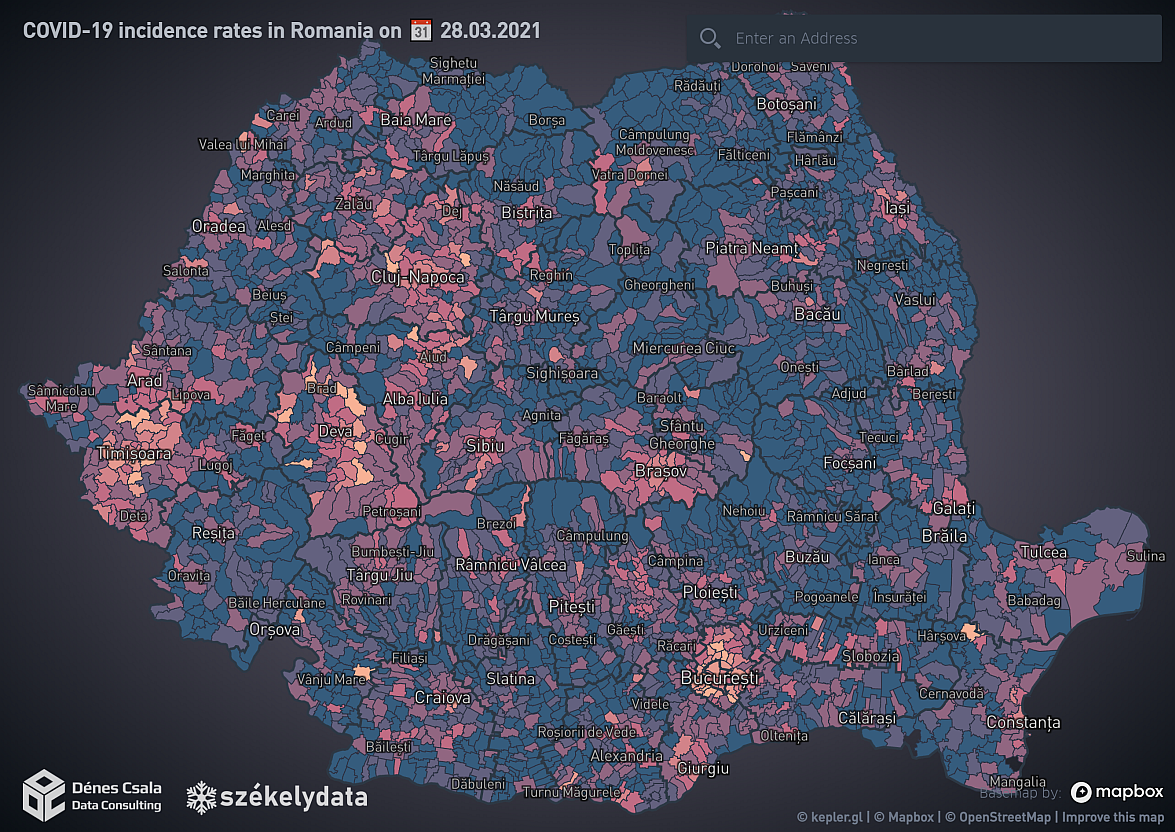 COVID-19 incidence rates in Romania on 31 28.03.2021
Enter an Address
Sighetu
Marmației
Dorohoi
Săveni
Rădăuți
Botoșani
Carei
Ardud
Baia Mare
Borșa
Valea lui Mihai
Câmpulung
Moldovenesc
Flămânzi
Târgu Lăpuș
Fălticeni
Hârlău
Marghita
Vatra Dornei
Năsăud
Pașcani
Zalău
Dej
Bistrița
Iași
Oradea
Aleșd
Toplița
Piatra Neamț
Salonta
Cluj-Napoca
Reghin
Gheorgheni
Negrești
Buhuși
Beiuș
Vaslui
Ștei
Târgu Mureș
Bacău
Sântana
Câmpeni
Aiud
Miercurea Ciuc
Arad
Sighișoara
Onești
Bârlad
Sânnicolau
Mare
Lipova
Brad
Alba Iulia
Baraolt
Adjud
Berești
Agnita
Făget
Deva
Cugir
Sibiu
Făgăraș
Sfântu
Gheorghe
Tecuci
Timișoara
Lugoj
Brașov
Focșani
Detă
Petroșani
Brezoi
Nehoiu
Râmnicu Sărat
Galați
Reșița
Câmpulung
Brăila
Bumbești-Jiu
Târgu Jiu
Râmnicu Vâlcea
Câmpina
Buzău
Ianca
Tulcea
Sulina
Oravița
Băile Herculane
Rovinari
Pitești
Ploiești
Pogoanele
Însurăței
Babadag
Orșova
Drăgășani
Costești
Găești
Răcari
Urziceni
Hârșova
Filiași
Slobozia
Vânju Mare
Slatina
București
Craiova
Videle
Cernavodă
Călărași
Constanța
Băilești
Roșiorii de Vede
Oltenița
Alexandria
Giurgiu
Dăbuleni
Turnu Măgurele
Mangalia
Dénes Csala
Data Consulting
székelydata
Basemap by:
mapbox
© kepler.gl | © Mapbox | © OpenStreetMap | Improve this map